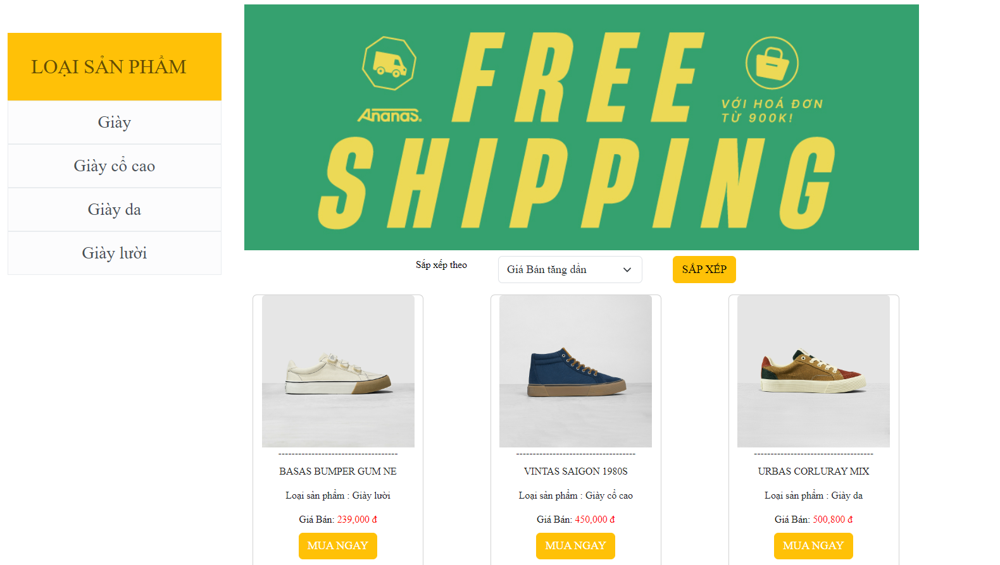 LOẠI SẢN PHẨM
Giày
Giày cổ cao
Giày da
Giày lười
FREE
SHIPPING
Ananas.
VỚI HOÁ ĐƠN
TỪ 900K!
Sắp xếp theo
Giá Bán tăng dần
SẮP XẾP
------------------------------------
BASAS BUMPER GUM NE
Loại sản phẩm : Giày lười
Giá Bán: 239,000 đ
MUA NGAY
------------------------------------
VINTAS SAIGON 1980S
Loại sản phẩm : Giày cổ cao
Giá Bán: 450,000 đ
MUA NGAY
------------------------------------
URBAS CORLURAY MIX
Loại sản phẩm : Giày da
Giá Bán: 500,800 đ
MUA NGAY